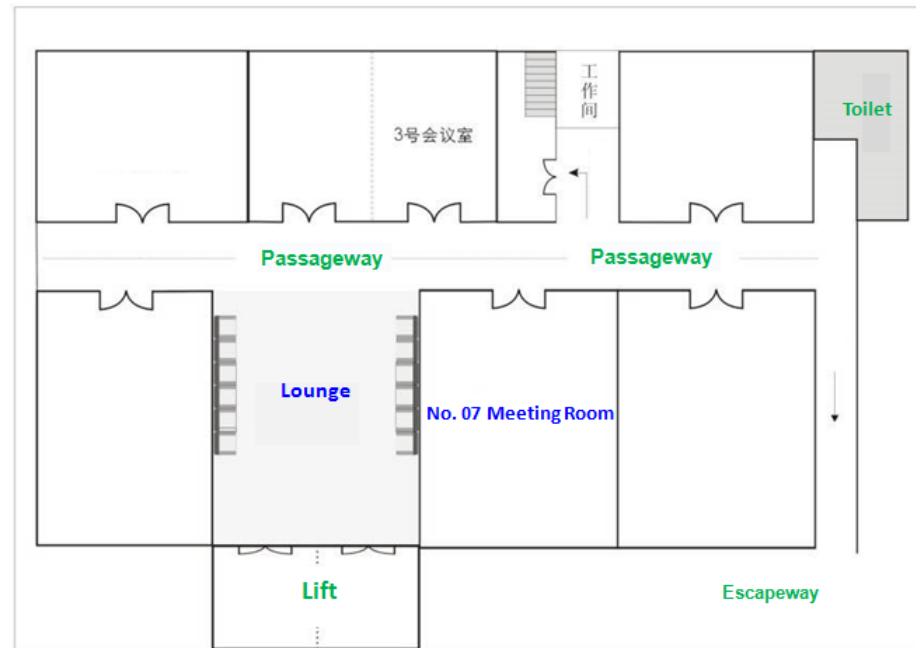 工
作
间
Toilet
3号会议室
Passageway
Passageway
Lounge
No. 07 Meeting Room
Lift
Escapeway